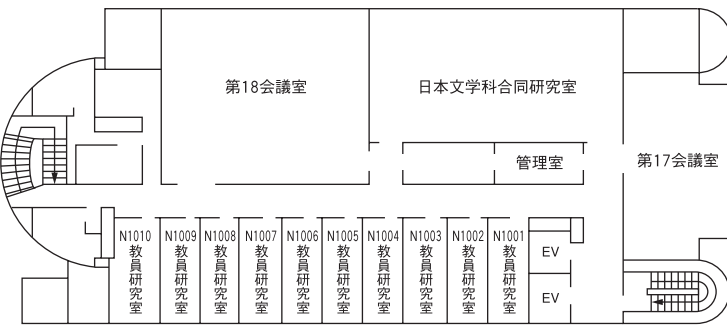 第18会議室
日本文学科合同研究室
管理室
第17会議室
N1010
教員研究室
N1009
教員研究室
N1008
教員研究室
N1007
教員研究室
N1006
教員研究室
N1005
教員研究室
N1004
教員研究室
N1003
教員研究室
N1002
教員研究室
N1001
教員研究室
EV
EV